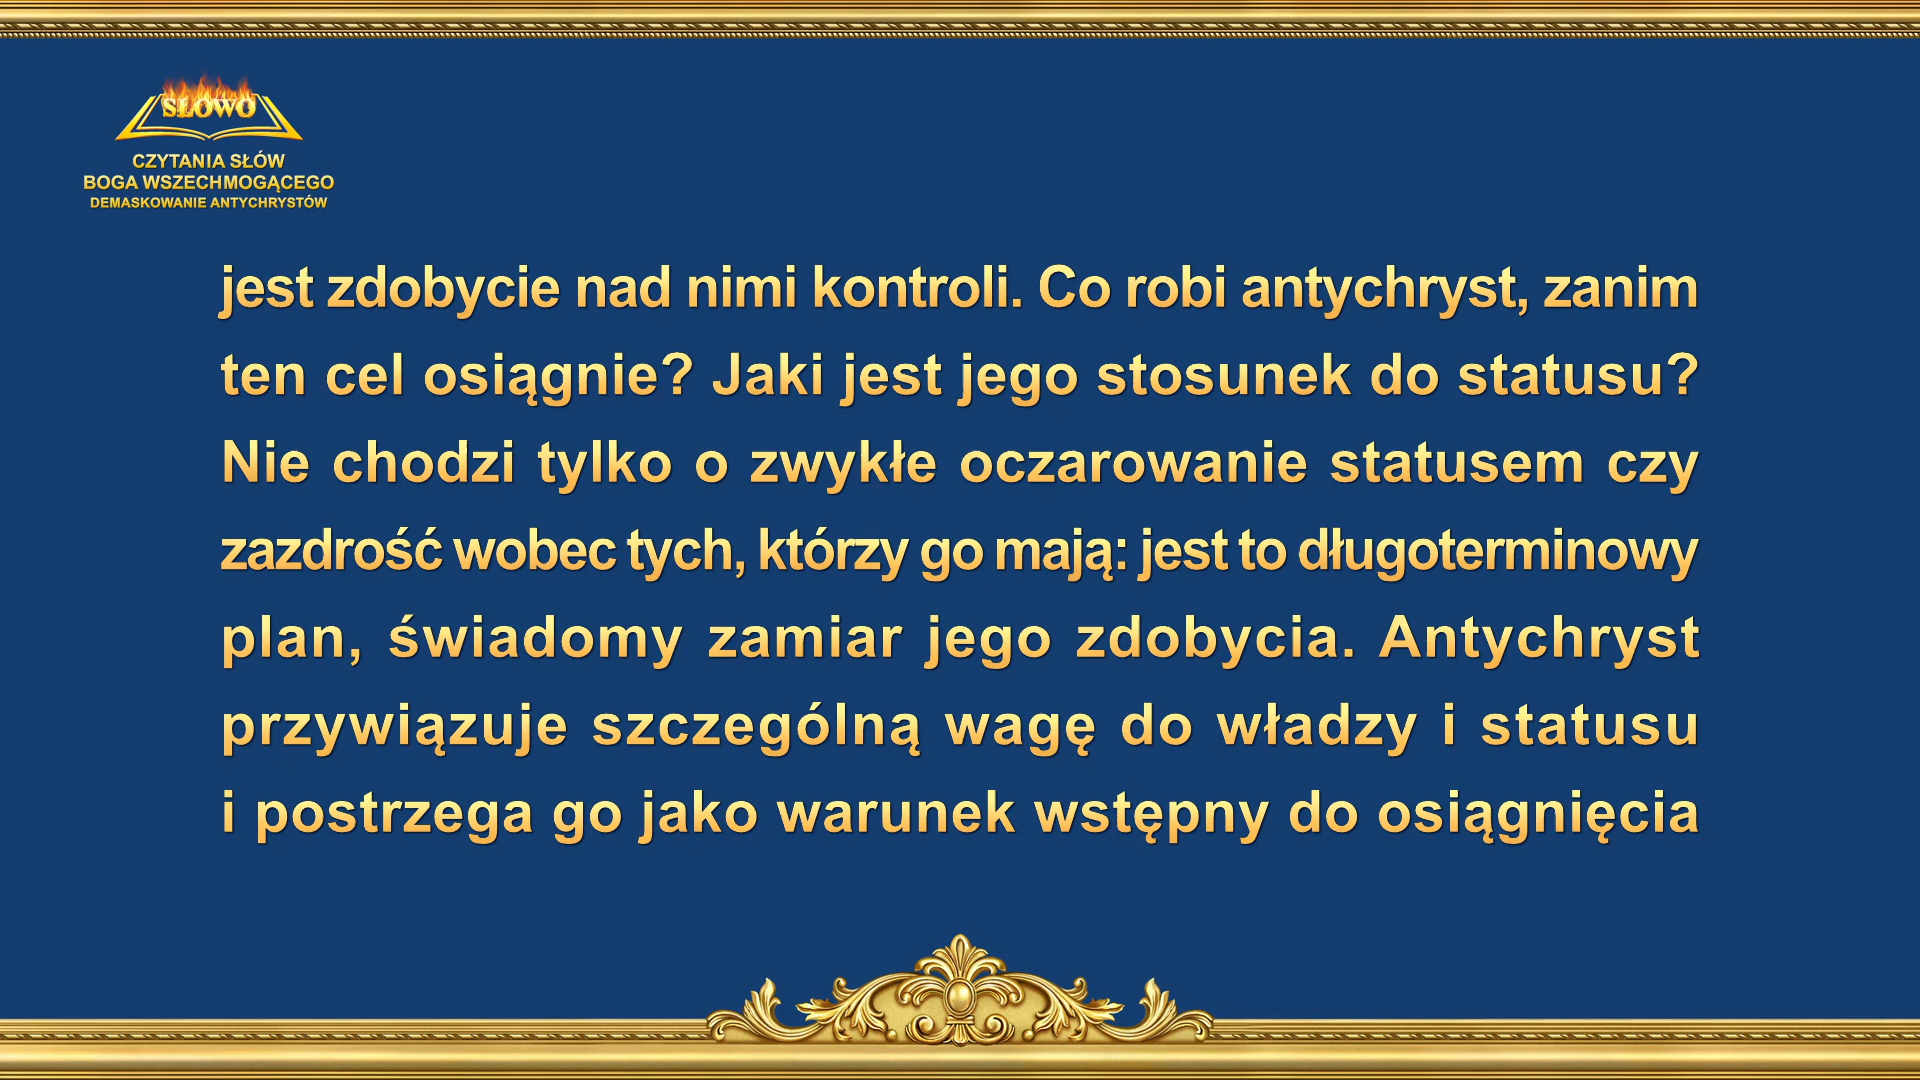 SŁOWO
CZYTANIA SŁÓW
BOGA WSZECHMOGĄCEGO
DEMASKOWANIE ANTYCHRYSTÓW
jest zdobycie nad nimi kontroli. Co robi antychryst, zanim
ten cel osiągnie? Jaki jest jego stosunek do statusu?
Nie chodzi tylko o zwykłe oczarowanie statusem czy
zazdrość wobec tych, którzy go mają: jest to długoterminowy
plan, świadomy zamiar jego zdobycia. Antychryst
przywiązuje szczególną wagę do władzy i statusu
i postrzega go jako warunek wstępny do osiągnięcia